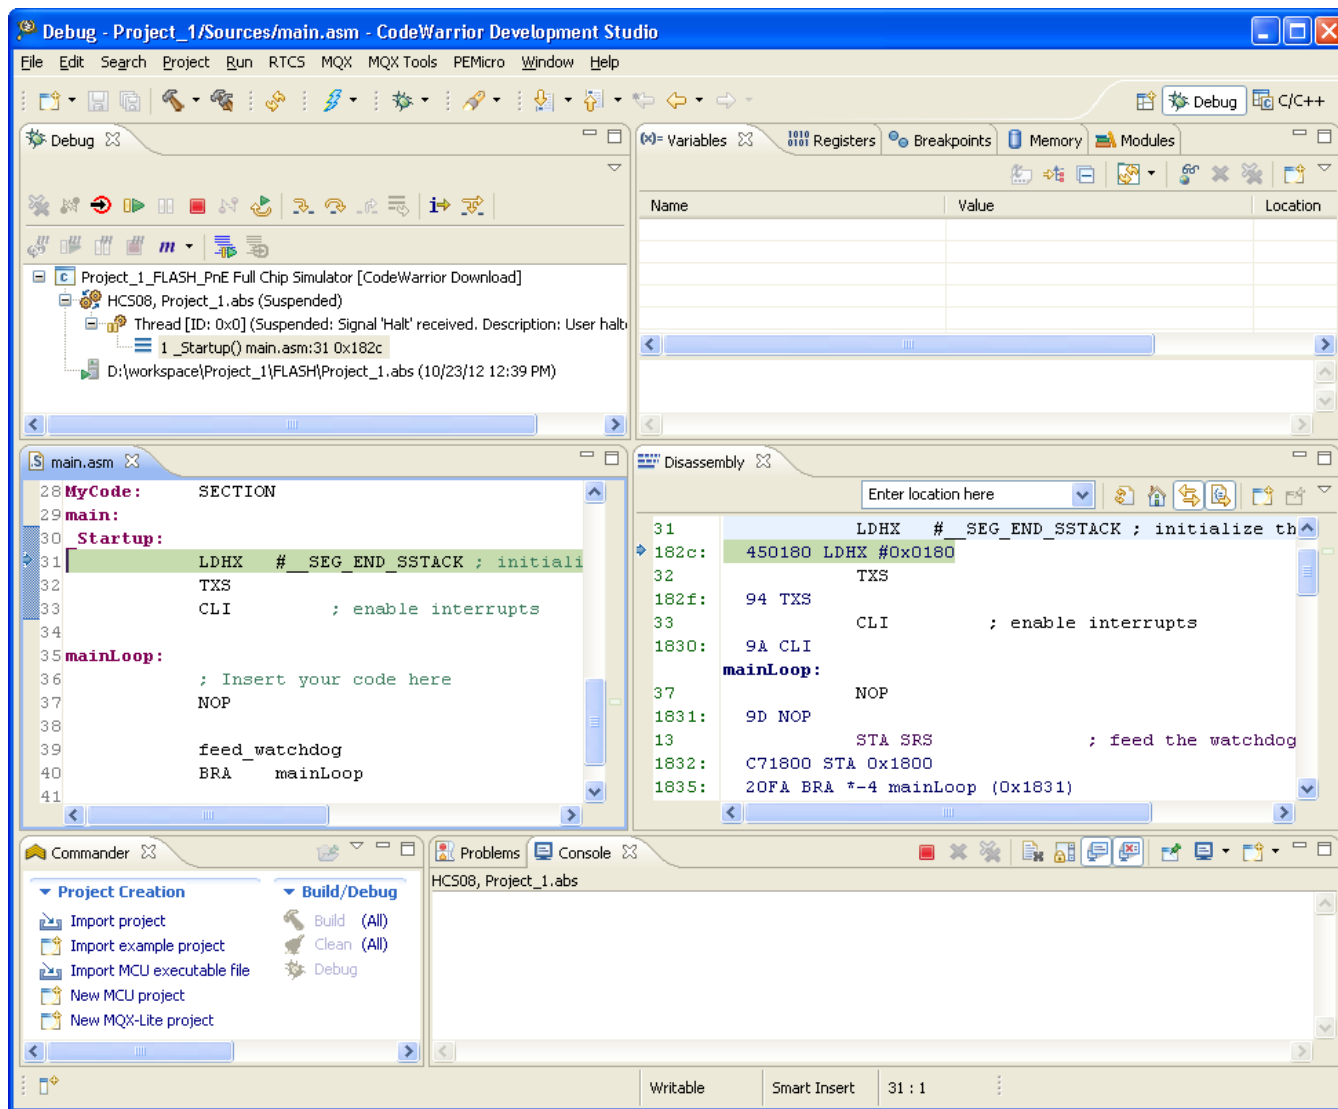 Debug - Project_1/Sources/main.asm - CodeWarrior Development Studio
File Edit Search Project Run RTCS MQX MQX Tools PEMicro Window Help
Debug C/C++
Debug
(x)= Variables 1010 0101 Registers Breakpoints Memory Modules
Name Value Location
m
Project_1_FLASH_PnE Full Chip Simulator [CodeWarrior Download]
HCS08, Project_1.abs (Suspended)
Thread [ID: 0x0] (Suspended: Signal 'Halt' received. Description: User halt
1 _Startup() main.asm:31 0x182c
D:\workspace\Project_1\FLASH\Project_1.abs (10/23/12 12:39 PM)
main.asm
28 MyCode: SECTION
29 main:
30 _Startup:
31 LDHX #__SEG_END_SSTACK ; initiali
32 TXS
33 CLI ; enable interrupts
34
35 mainLoop:
36 ; Insert your code here
37 NOP
38
39 feed_watchdog
40 BRA mainLoop
41
Disassembly
Enter location here
31 LDHX #__SEG_END_SSTACK ; initialize th
182c: 450180 LDHX #0x0180
32 TXS
182f: 94 TXS
33 CLI ; enable interrupts
1830: 9A CLI
mainLoop:
37 NOP
1831: 9D NOP
13 STA SRS ; feed the watchdog
1832: C71800 STA 0x1800
1835: 20FA BRA *-4 mainLoop (0x1831)
Commander
Project Creation
Import project
Import example project
Import MCU executable file
New MCU project
New MQX-Lite project
Build/Debug
Build (All)
Clean (All)
Debug
Problems Console
HCS08, Project_1.abs
Writable Smart Insert 31 : 1